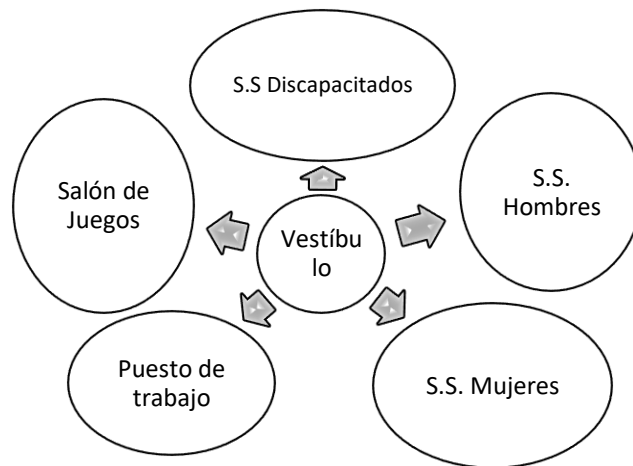 S.S Discapacitados
Salón de
Juegos
S.S.
Hombres
Vestíbu
lo
Puesto de
trabajo
S.S. Mujeres